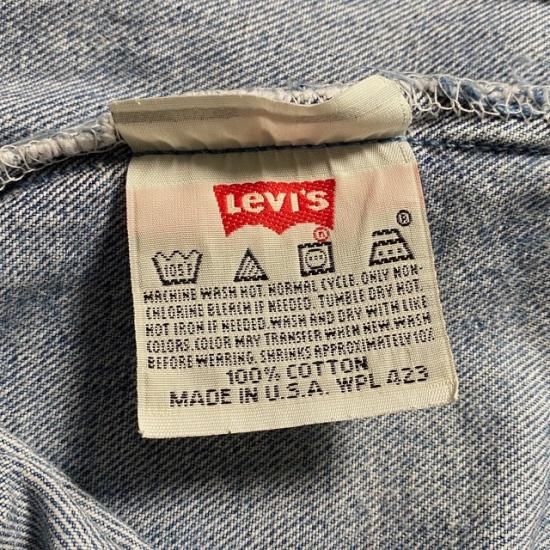 LEVI'S
®
105F
®
MACHINE WASH HOT, NORMAL CYCLE. ONLY NON-
CHLORINE BLEACH IF NEEDED. TUMBLE DRY HOT.
HOT IRON IF NEEDED. WASH AND DRY WITH LIKE
COLORS. COLOR MAY TRANSFER WHEN NEW. WASH
BEFORE WEARING. SHRINKS APPROXIMATELY 10%
100% COTTON
MADE IN U.S.A. WPL 423